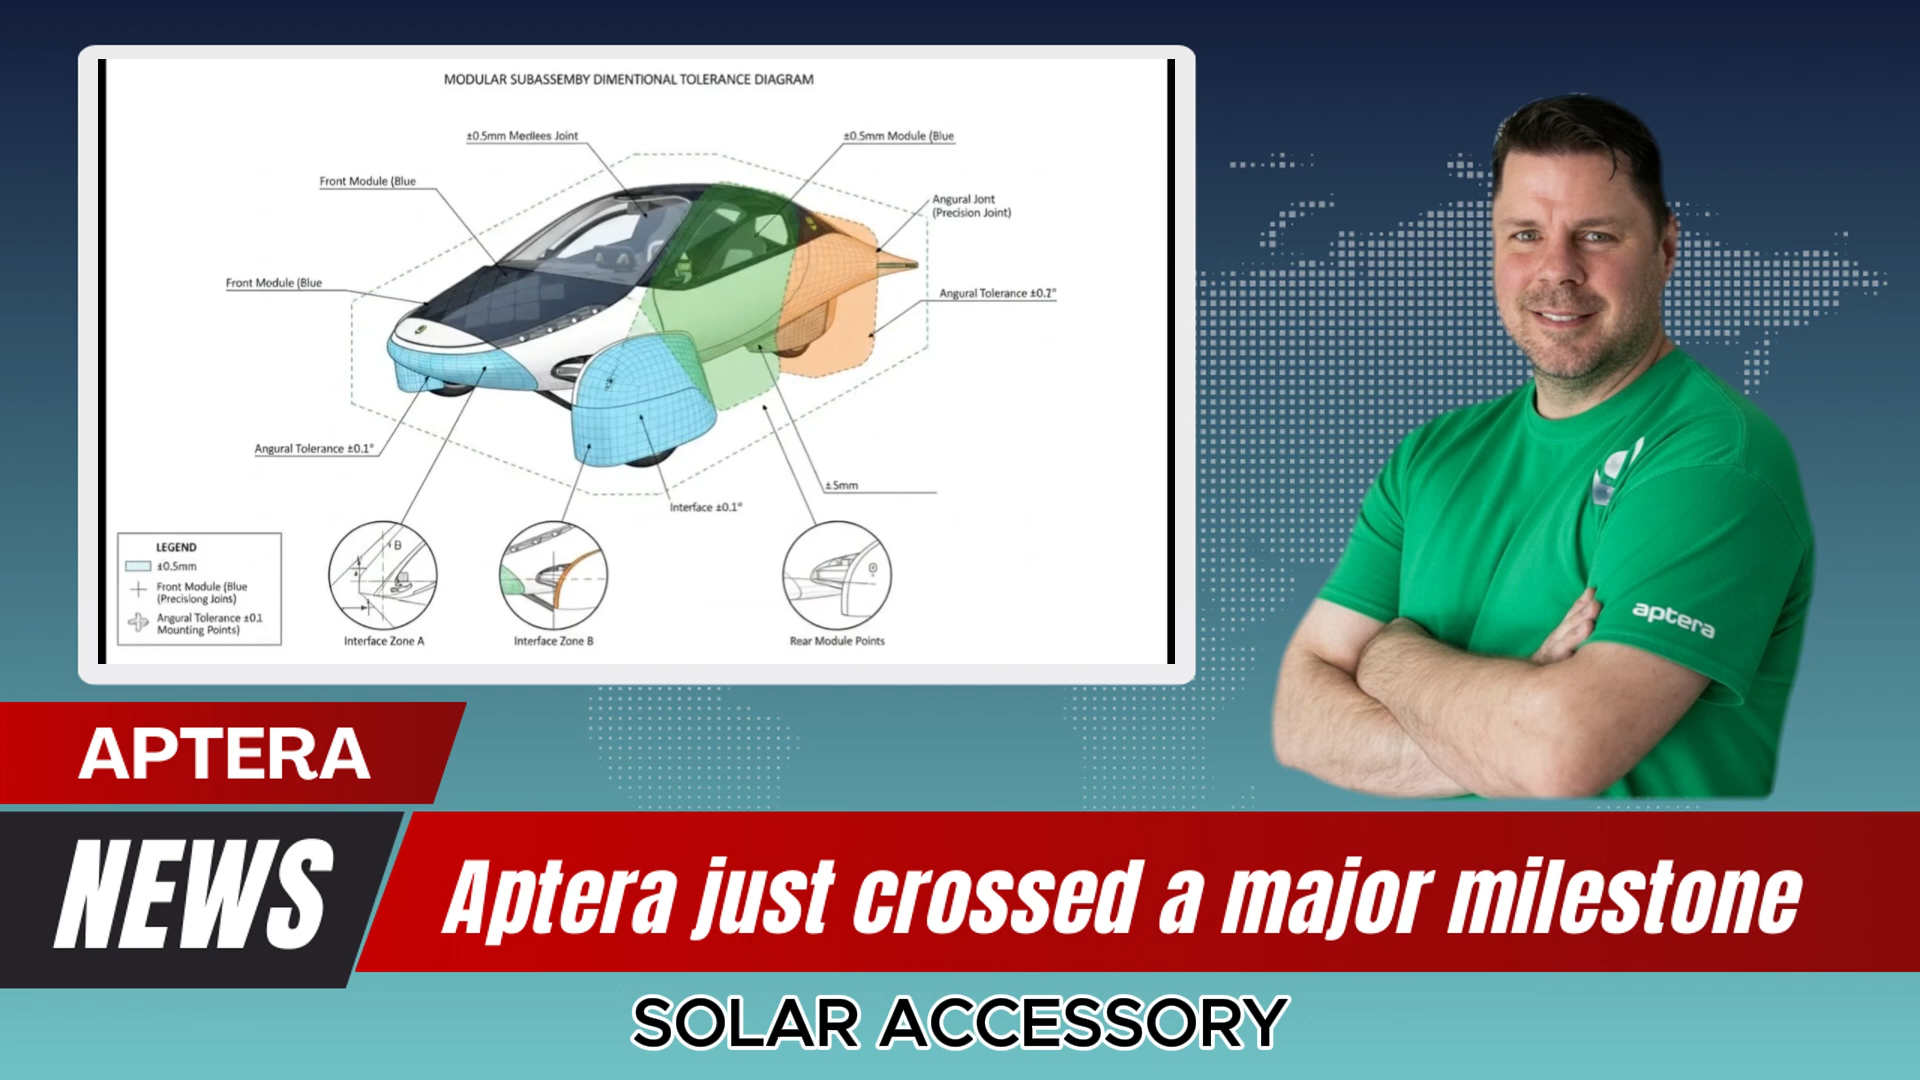 MODULAR SUBASSEMBY DIMENTIONAL TOLERANCE DIAGRAM
±0.5mm Medlees Joint
±0.5mm Module (Blue
Front Module (Blue
Angural Jont
(Precision Joint)
Front Module (Blue
Angural Tolerance ±0.2°
Angural Tolerance ±0.1°
±5mm
Interface ±0.1°
LEGEND
±0.5mm
Front Module (Blue
(Precisiong Joins)
Angural Tolerance ±0.1
Mounting Points)
B
Interface Zone A
Interface Zone B
Rear Module Points
aptera
APTERA
NEWS
Aptera just crossed a major milestone
SOLAR ACCESSORY